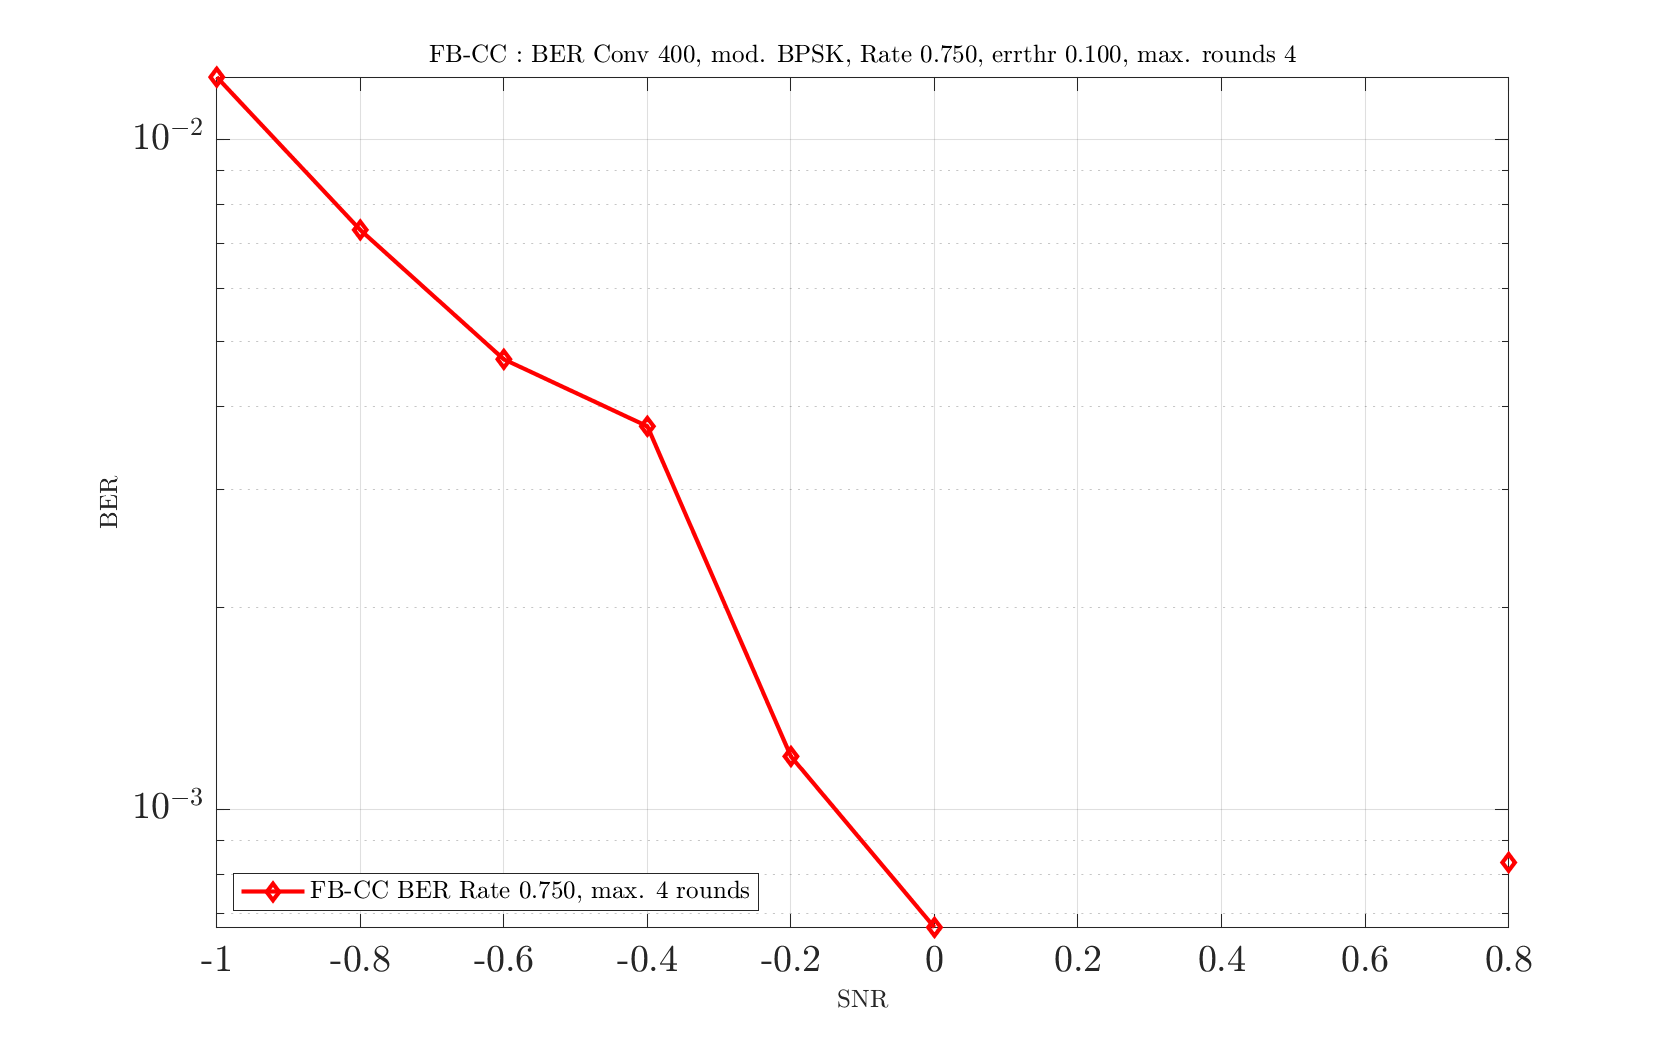 FB-CC : BER Conv 400, mod. BPSK, Rate 0.750, errthr 0.100, max. rounds 4
10⁻²
BER
10⁻³
FB-CC BER Rate 0.750, max. 4 rounds
-1 -0.8 -0.6 -0.4 -0.2 0 0.2 0.4 0.6 0.8
SNR